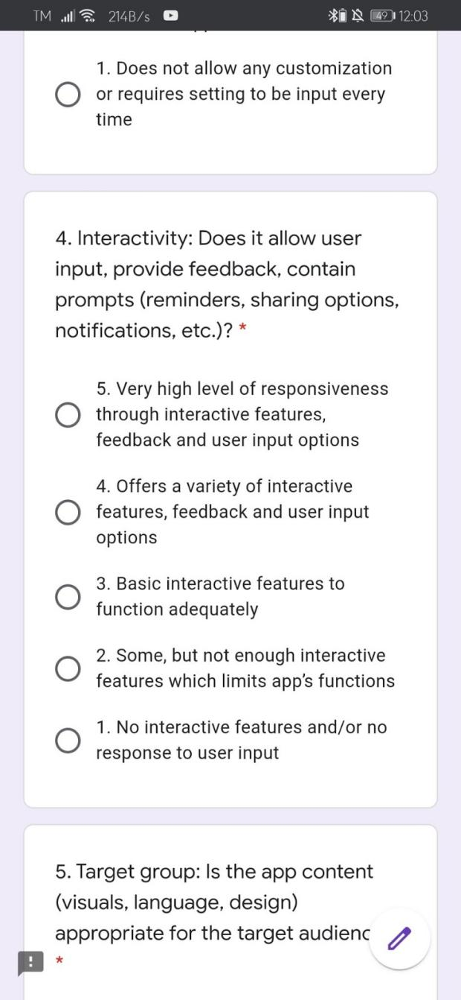 TM 214B/s 49 12:03
1. Does not allow any customization
or requires setting to be input every
time
4. Interactivity: Does it allow user
input, provide feedback, contain
prompts (reminders, sharing options,
notifications, etc.)? *
5. Very high level of responsiveness
through interactive features,
feedback and user input options
4. Offers a variety of interactive
features, feedback and user input
options
3. Basic interactive features to
function adequately
2. Some, but not enough interactive
features which limits app's functions
1. No interactive features and/or no
response to user input
5. Target group: Is the app content
(visuals, language, design)
appropriate for the target audienc
*